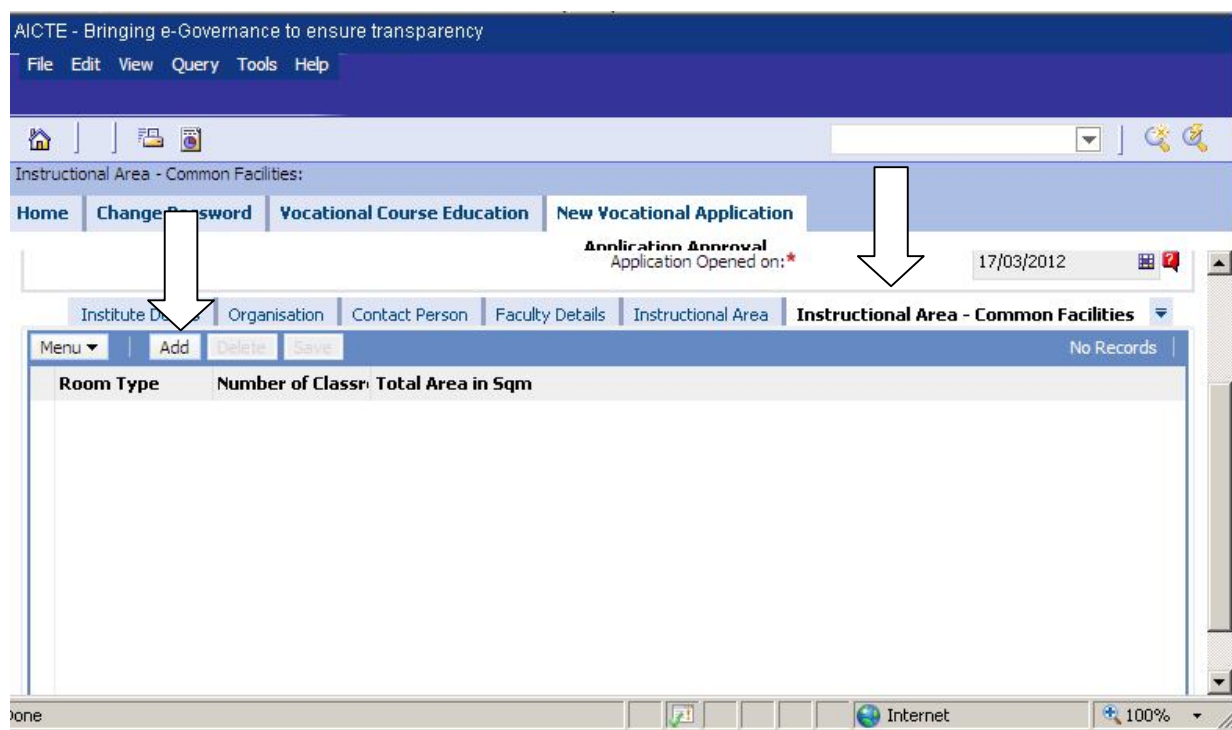 AICTE - Bringing e-Governance to ensure transparency
File Edit View Query Tools Help
Instructional Area - Common Facilities:
Home Change Password Vocational Course Education New Vocational Application
Application Approval
Application Opened on:* 17/03/2012
Institute Details Organisation Contact Person Faculty Details Instructional Area Instructional Area - Common Facilities
Menu Add Delete Save No Records
Room Type Number of Classr Total Area in Sqm
one Internet 100%